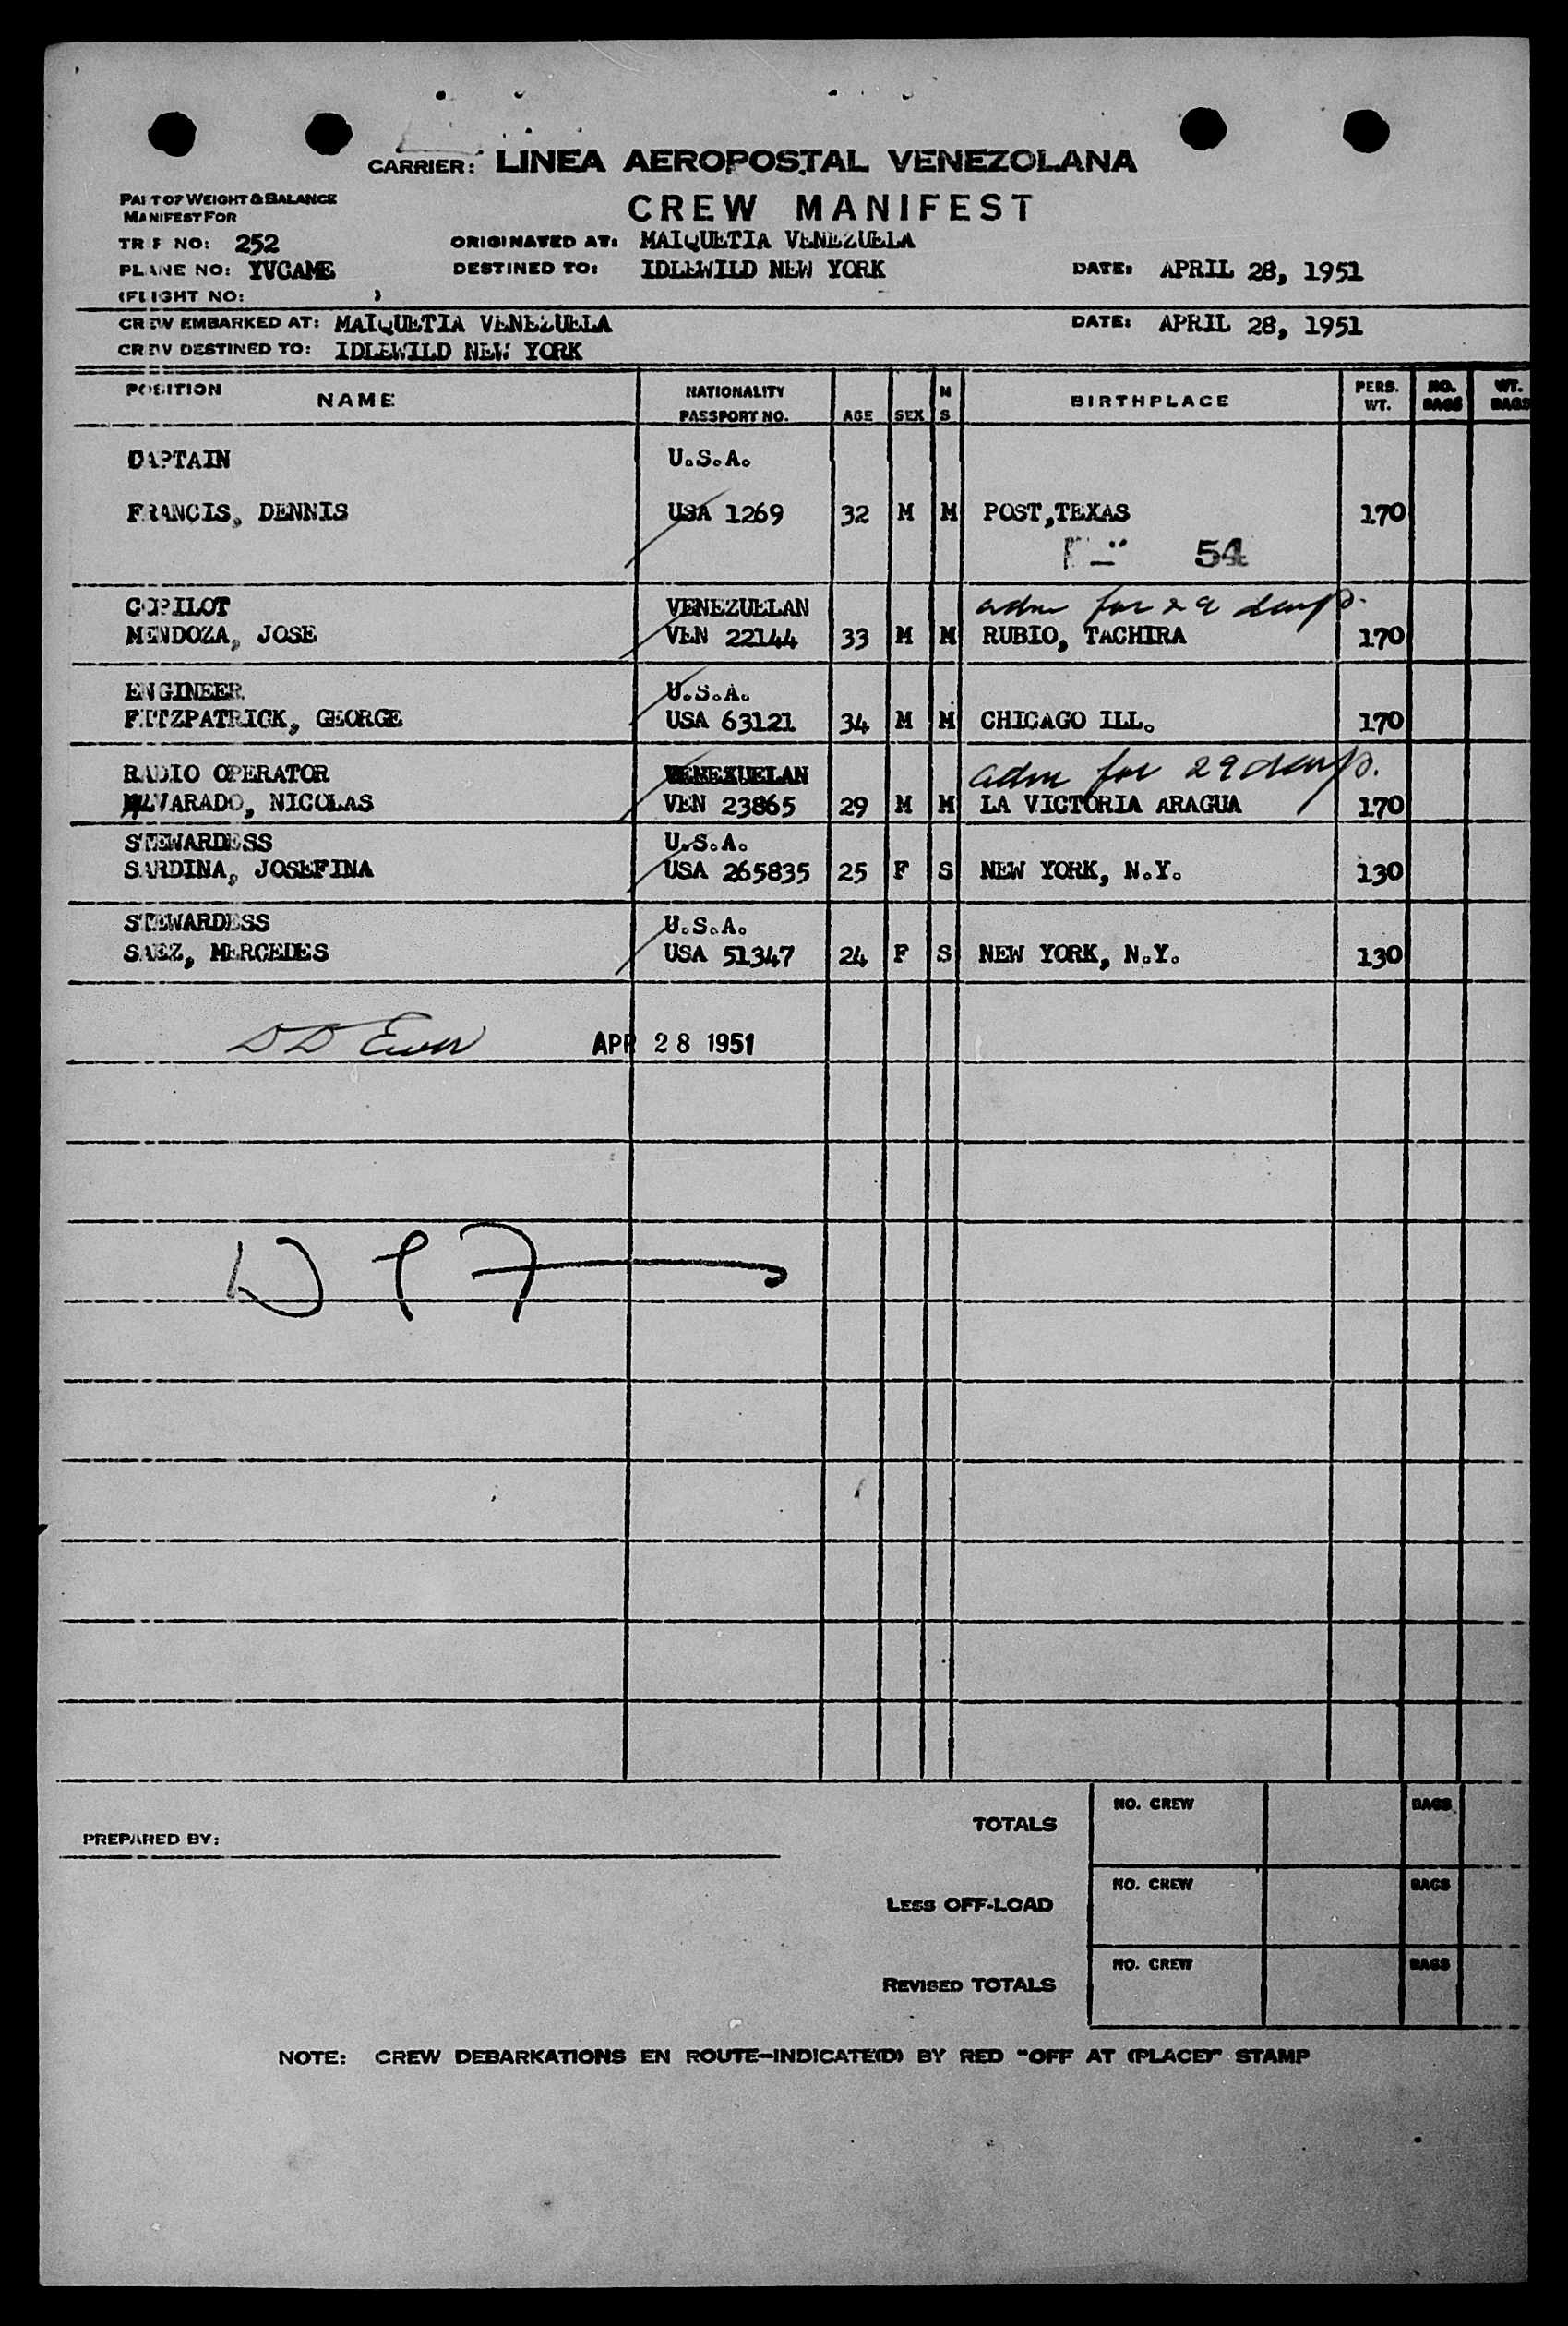 CARRIER: LINEA AEROPOSTAL VENEZOLANA
PART OF WEIGHT & BALANCE
MANIFEST FOR
CREW MANIFEST
TRIP NO: 252 ORIGINATED AT: MAIQUETIA VENEZUELA
PLANE NO: YVCAME DESTINED TO: IDLEWILD NEW YORK DATE: APRIL 28, 1951
(FLIGHT NO: )
CREW EMBARKED AT: MAIQUETIA VENEZUELA DATE: APRIL 28, 1951
CREW DESTINED TO: IDLEWILD NEW YORK
POSITION NAME NATIONALITY PASSPORT NO. AGE SEX M S BIRTHPLACE PERS. WT. NO. BAGS WT. BAGS
CAPTAIN U.S.A.
FRANCIS, DENNIS USA 1269 32 M M POST,TEXAS 170
54
COPILOT VENEZUELAN adm for 29 days.
MENDOZA, JOSE VEN 22144 33 M M RUBIO, TACHIRA 170
ENGINEER U.S.A.
FITZPATRICK, GEORGE USA 63121 34 M M CHICAGO ILL. 170
RADIO OPERATOR VENEZUELAN adm for 29 days.
ALVARADO, NICOLAS VEN 23865 29 M M LA VICTORIA ARAGUA 170
STEWARDESS U.S.A.
SARDINA, JOSEFINA USA 265835 25 F S NEW YORK, N.Y. 130
STEWARDESS U.S.A.
SAEZ, MERCEDES USA 51347 24 F S NEW YORK, N.Y. 130
APR 28 1951
PREPARED BY:
TOTALS NO. CREW BAGS
LESS OFF-LOAD NO. CREW BAGS
REVISED TOTALS NO. CREW BAGS
NOTE: CREW DEBARKATIONS EN ROUTE—INDICATE(D) BY RED "OFF AT (PLACE)" STAMP